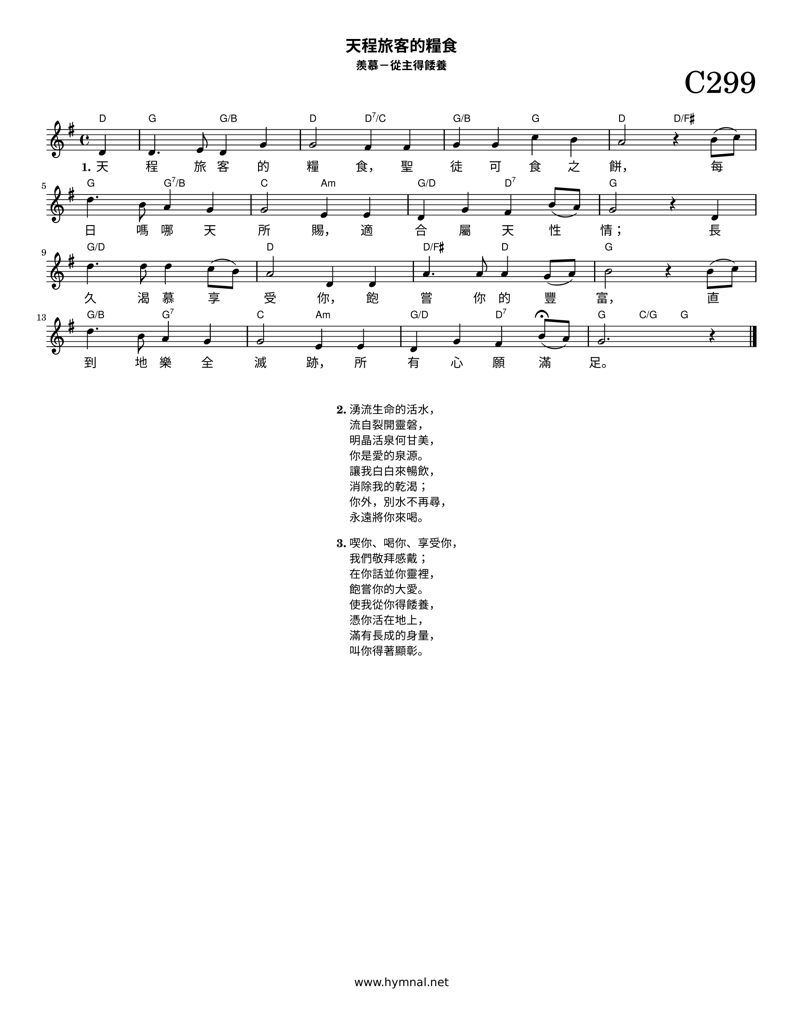 天程旅客的糧食
羨慕－從主得餧養
C299
D G G/B D D7/C G/B G D D/F♯
1. 天 程 旅 客 的 糧 食， 聖 徒 可 食 之 餅， 每
5 G G7/B C Am G/D D7 G
日 嗎 哪 天 所 賜， 適 合 屬 天 性 情； 長
9 G/D D D/F♯ D G
久 渴 慕 享 受 你， 飽 嘗 你 的 豐 富， 直
13 G/B G7 C Am G/D D7 G C/G G
到 地 樂 全 滅 跡， 所 有 心 願 滿 足。
2. 湧流生命的活水，
流自裂開靈磐，
明晶活泉何甘美，
你是愛的泉源。
讓我白白來暢飲，
消除我的乾渴；
你外，別水不再尋，
永遠將你來喝。
3. 喫你、喝你、享受你，
我們敬拜感戴；
在你話並你靈裡，
飽嘗你的大愛。
使我從你得餧養，
憑你活在地上，
滿有長成的身量，
叫你得著顯彰。
www.hymnal.net